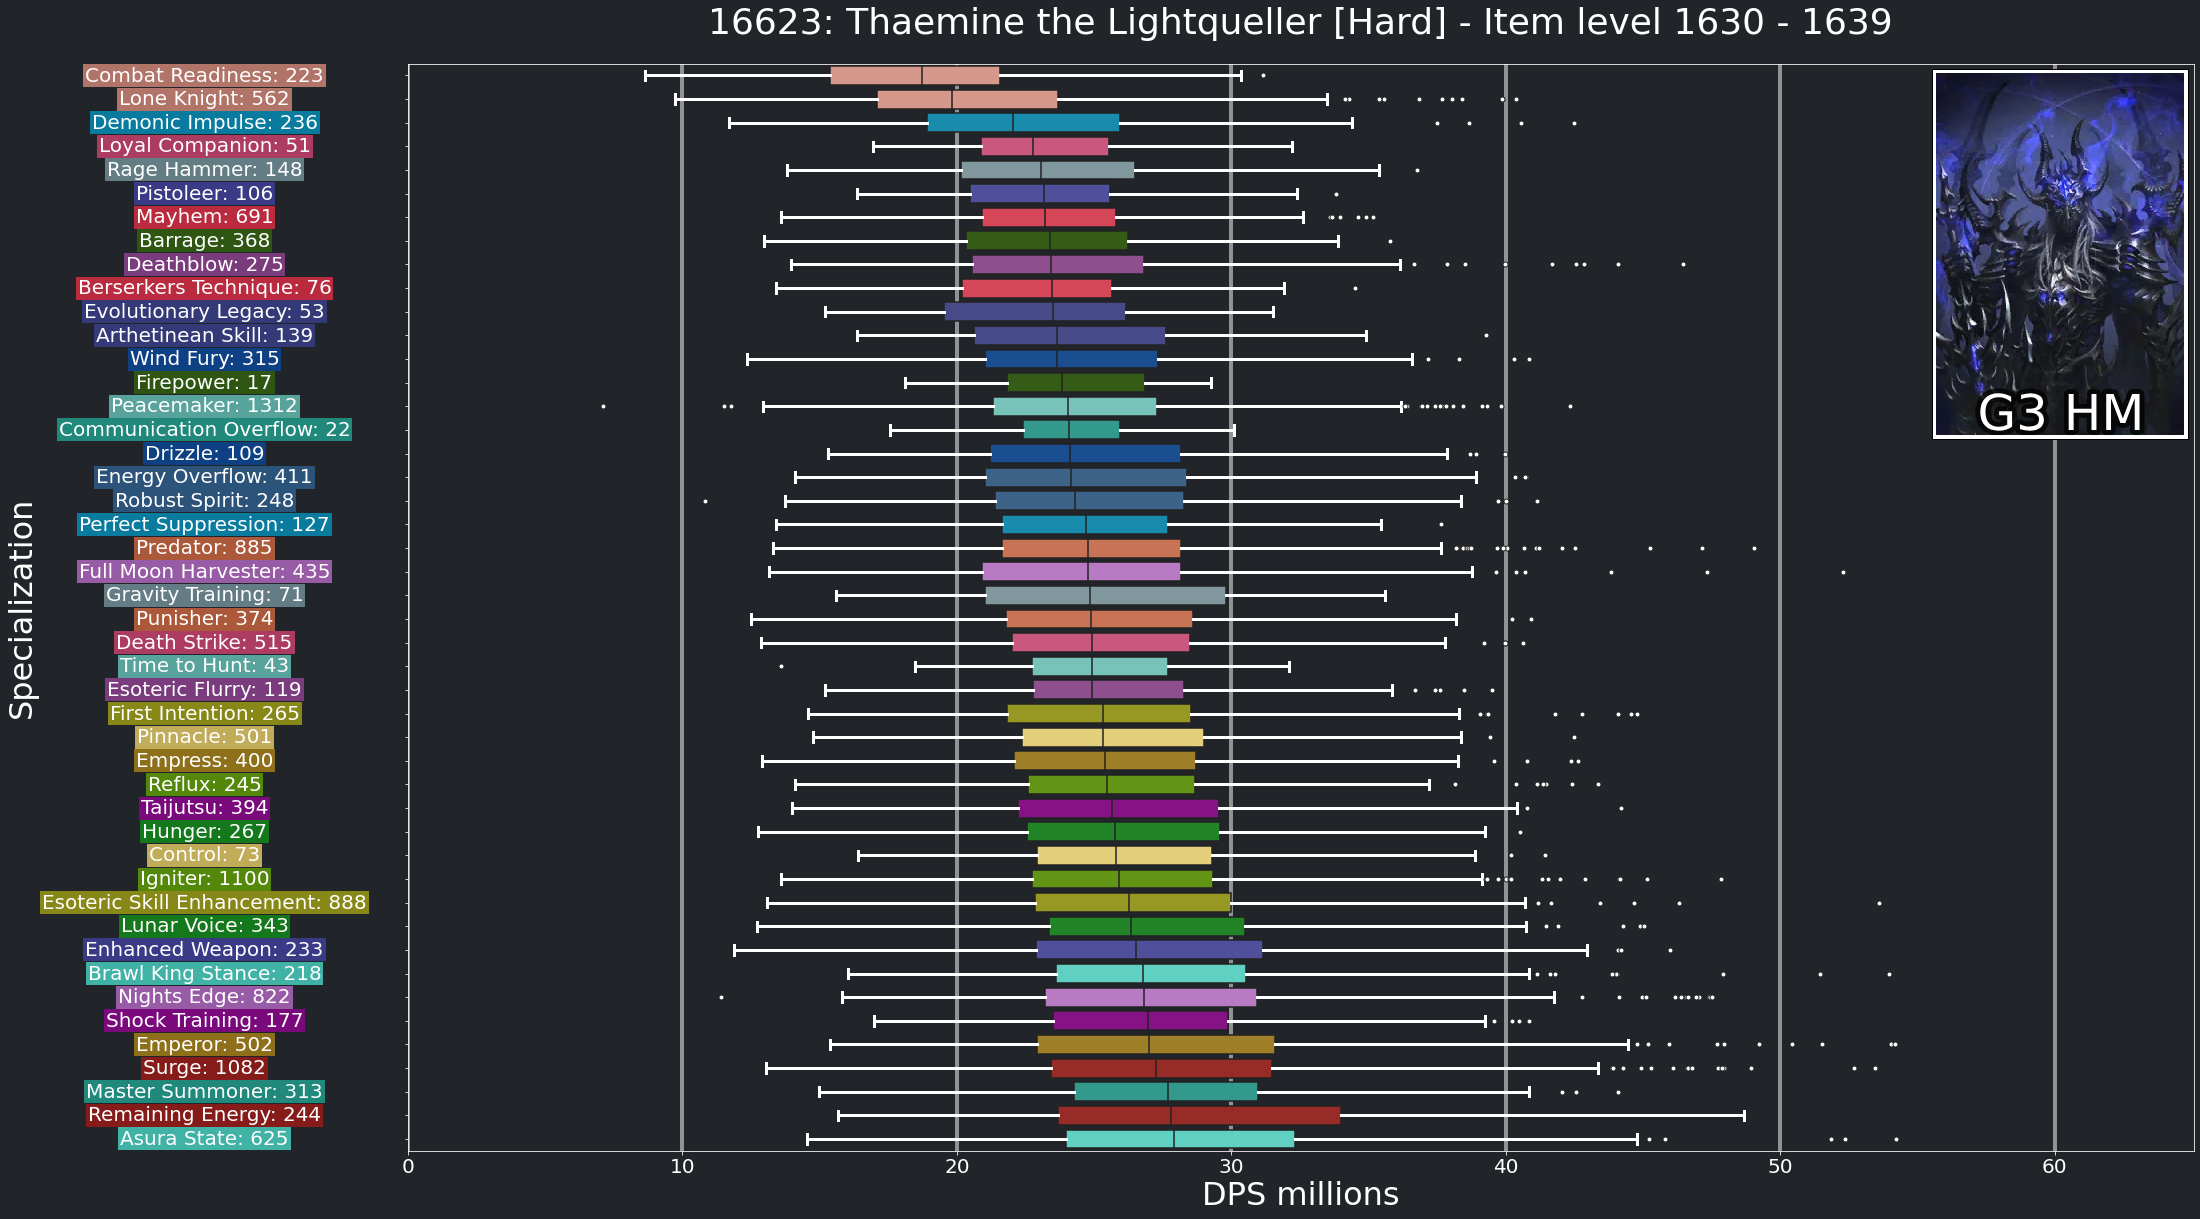 16623: Thaemine the Lightqueller [Hard] - Item level 1630 - 1639
Combat Readiness: 223
Lone Knight: 562
Demonic Impulse: 236
Loyal Companion: 51
Rage Hammer: 148
Pistoleer: 106
Mayhem: 691
Barrage: 368
Deathblow: 275
Berserkers Technique: 76
Evolutionary Legacy: 53
Arthetinean Skill: 139
Wind Fury: 315
Firepower: 17
Peacemaker: 1312
Communication Overflow: 22
Drizzle: 109
Energy Overflow: 411
Robust Spirit: 248
Perfect Suppression: 127
Predator: 885
Full Moon Harvester: 435
Gravity Training: 71
Punisher: 374
Death Strike: 515
Time to Hunt: 43
Esoteric Flurry: 119
First Intention: 265
Pinnacle: 501
Empress: 400
Reflux: 245
Taijutsu: 394
Hunger: 267
Control: 73
Igniter: 1100
Esoteric Skill Enhancement: 888
Lunar Voice: 343
Enhanced Weapon: 233
Brawl King Stance: 218
Nights Edge: 822
Shock Training: 177
Emperor: 502
Surge: 1082
Master Summoner: 313
Remaining Energy: 244
Asura State: 625
Specialization
G3 HM
0 10 20 30 40 50 60
DPS millions